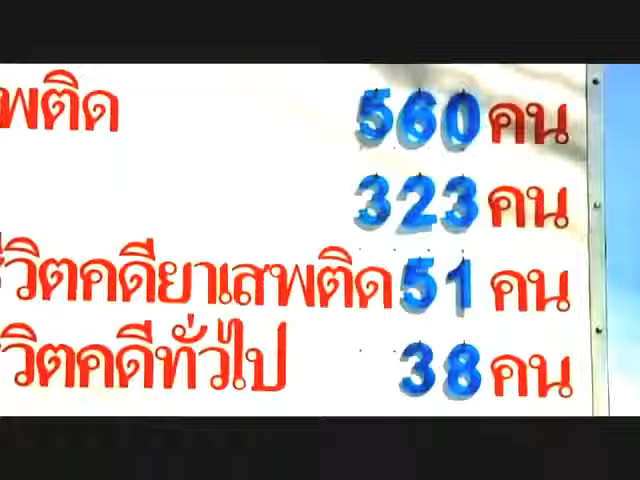 พติด 560 คน
323 คน
ชีวิตคดียาเสพติด 51 คน
วิตคดีทั่วไป 38 คน